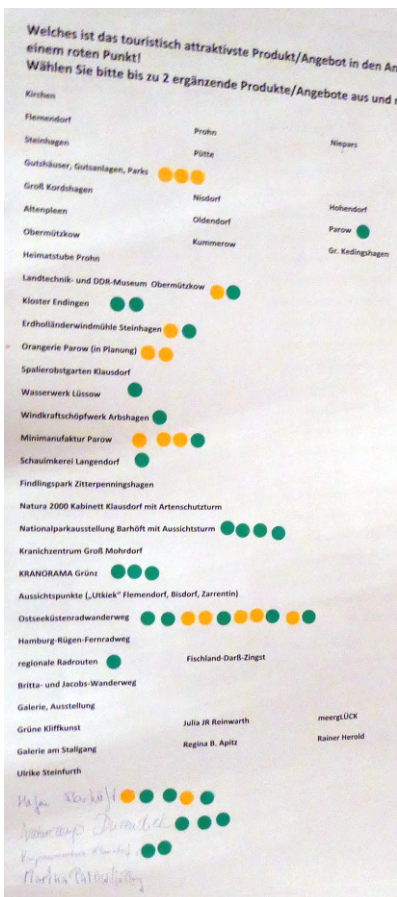 Welches ist das touristisch attraktivste Produkt/Angebot in den
einem roten Punkt!
Wählen Sie bitte bis zu 2 ergänzende Produkte/Angebote aus und
Kirchen
Flemendorf Prohn Niepars
Steinhagen Pütte
Gutshäuser, Gutsanlagen, Parks
Groß Kordshagen Nisdorf Hohendorf
Altenpleen Oldendorf Parow
Obermützkow Kummerow Gr. Kedingshagen
Heimatstube Prohn
Landtechnik- und DDR-Museum Obermützkow
Kloster Endingen
Erdholländerwindmühle Steinhagen
Orangerie Parow (in Planung)
Spalierobstgarten Klausdorf
Wasserwerk Lüssow
Windkraftschöpfwerk Arbshagen
Minimanufaktur Parow
Schauimkerei Langendorf
Findlingspark Zitterpenningshagen
Natura 2000 Kabinett Klausdorf mit Artenschutzturm
Nationalparkausstellung Barhöft mit Aussichtsturm
Kranichzentrum Groß Mohrdorf
KRANORAMA Grünz
Aussichtspunkte („Utkiek" Flemendorf, Bisdorf, Zarrentin)
Ostseeküstenradwanderweg
Hamburg-Rügen-Fernradweg
regionale Radrouten Fischland-Darß-Zingst
Britta- und Jacobs-Wanderweg
Galerie, Ausstellung
Grüne Kliffkunst Julia JR Reinwarth meerglÜCK
Galerie am Stallgang Regina B. Apitz Rainer Herold
Ulrike Steinfurth
Hafen Barhöft